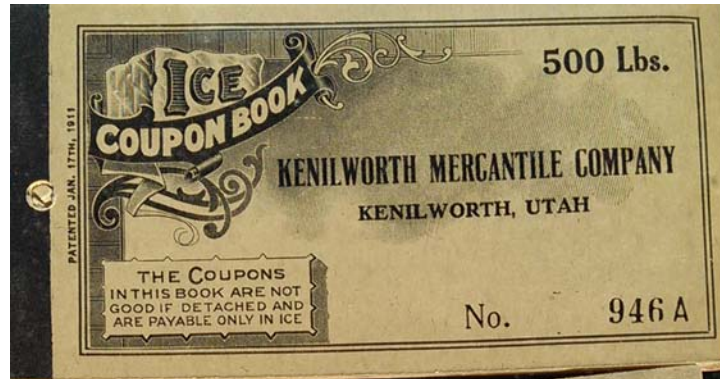 PATENTED JAN. 17TH, 1911
ICE
COUPON BOOK
500 Lbs.
KENILWORTH MERCANTILE COMPANY
KENILWORTH, UTAH
THE COUPONS
IN THIS BOOK ARE NOT
GOOD IF DETACHED AND
ARE PAYABLE ONLY IN ICE
No. 946 A